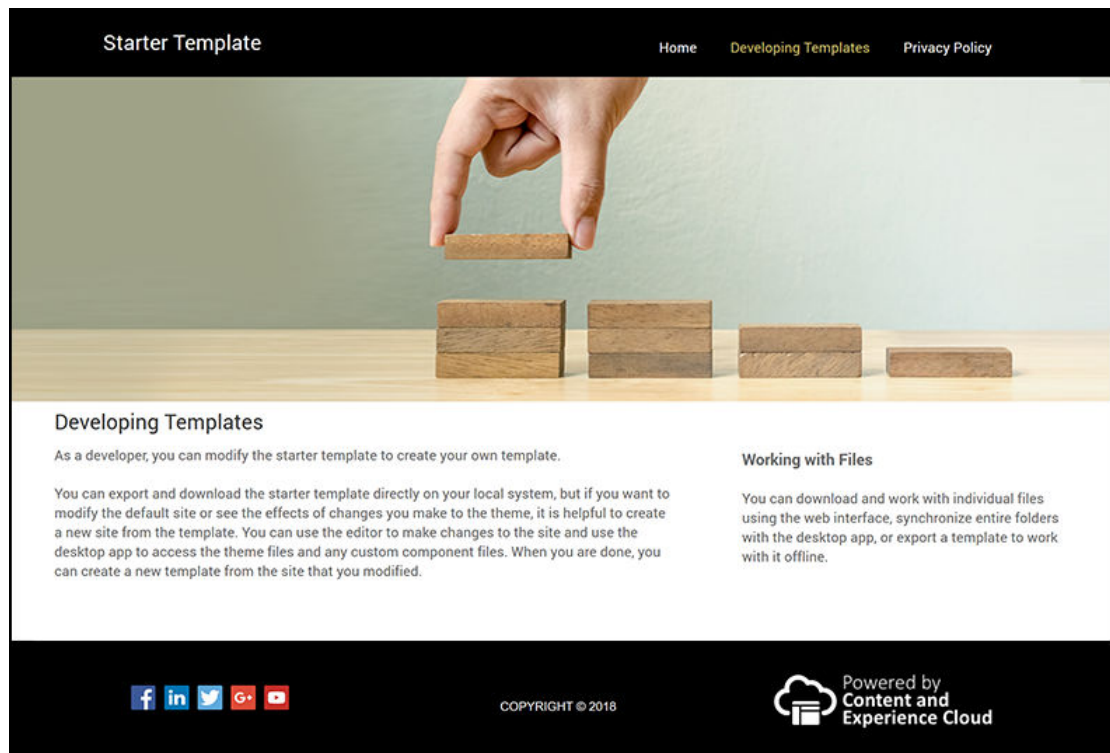 Starter Template
Home
Developing Templates
Privacy Policy
Developing Templates
As a developer, you can modify the starter template to create your own template.
You can export and download the starter template directly on your local system, but if you want to
modify the default site or see the effects of changes you make to the theme, it is helpful to create
a new site from the template. You can use the editor to make changes to the site and use the
desktop app to access the theme files and any custom component files. When you are done, you
can create a new template from the site that you modified.
Working with Files
You can download and work with individual files
using the web interface, synchronize entire folders
with the desktop app, or export a template to work
with it offline.
f
in
G+
COPYRIGHT © 2018
Powered by
Content and
Experience Cloud